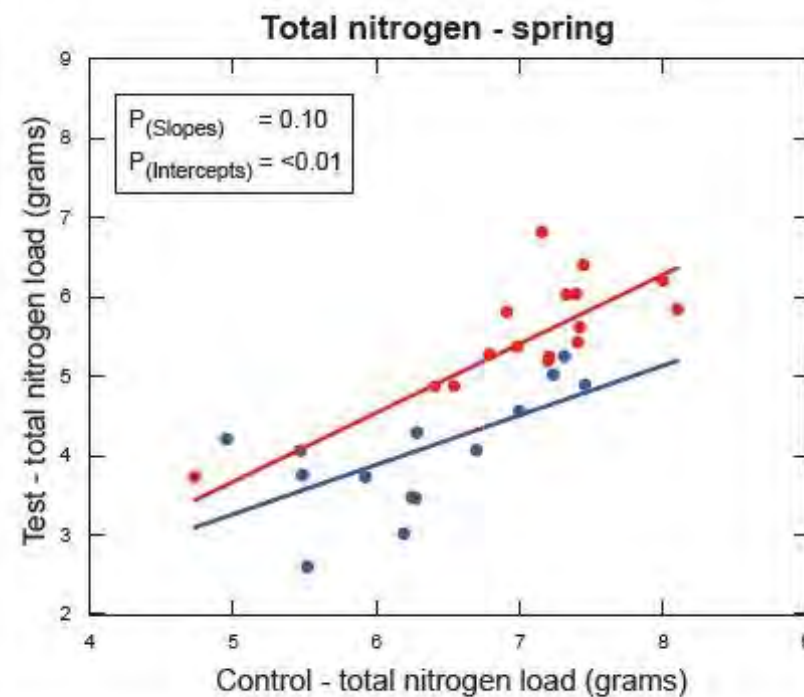 Total nitrogen - spring
P(Slopes) = 0.10
P(Intercepts) = <0.01
Test - total nitrogen load (grams)
9
8
7
6
5
4
3
2
4 5 6 7 8 9
Control - total nitrogen load (grams)